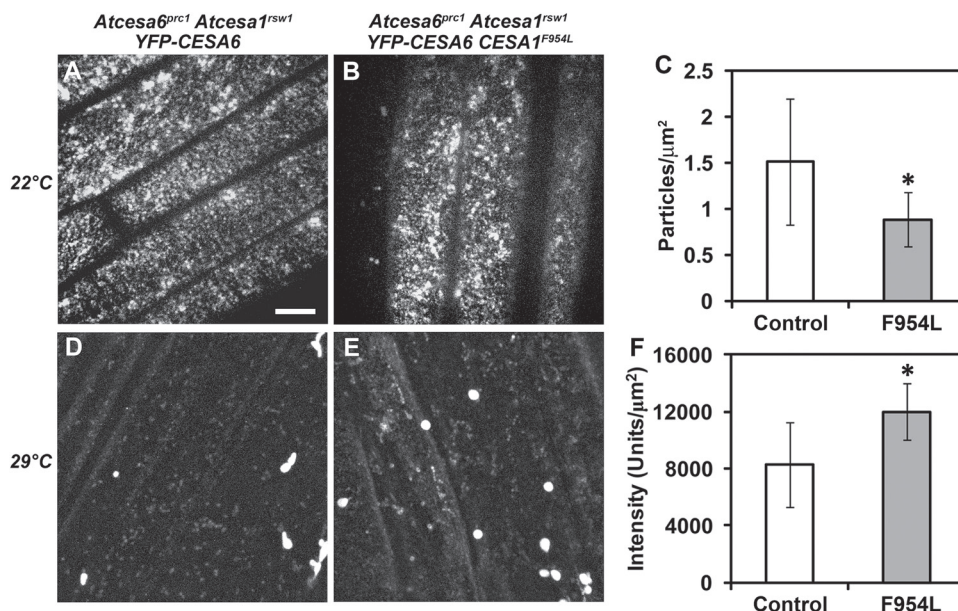 Atcesa6prc1 Atcesa1rsw1
YFP-CESA6
Atcesa6prc1 Atcesa1rsw1
YFP-CESA6 CESA1F954L
22°C
A
B
C
Particles/μm²
2.5
2
1.5
1
0.5
0
*
Control
F954L
29°C
D
E
F
Intensity (Units/μm²)
16000
12000
8000
4000
0
*
Control
F954L